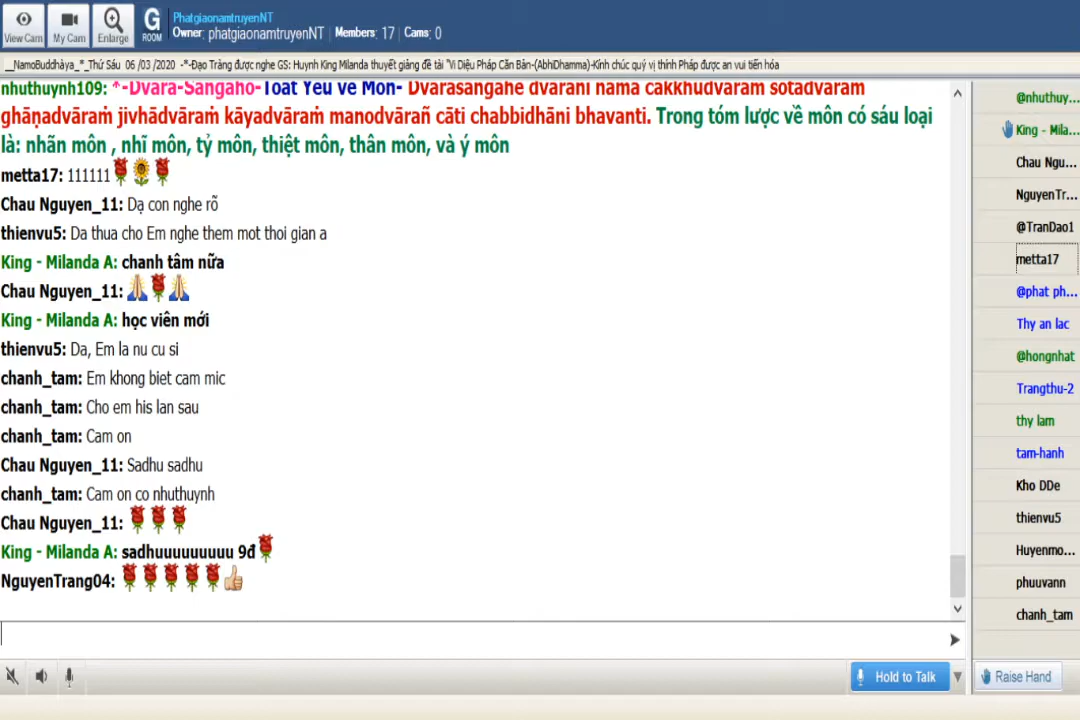 View Cam
My Cam
Enlarge
G
ROOM
PhatgiaonamtruyenNT
Owner: phatgiaonamtruyenNT | Members: 17 | Cams: 0
__NamoBuddhàya_*_Thứ Sáu 06 /03 /2020 -*-Đạo Tràng được nghe GS: Huynh King Milanda thuyết giảng đề tài "Vi Diệu Pháp Căn Bản-(AbhiDhamma)-Kính chúc quý vị thính Pháp được an vui tiến hóa
nhuthuynh109: *-Dvāra-Saṅgaho-Toát Yếu về Môn- Dvārasaṅgahe dvārāni nāma cakkhudvāraṁ sotadvāraṁ
ghāṇadvāraṁ jivhādvāraṁ kāyadvāraṁ manodvārañ cāti chabbidhāni bhavanti. Trong tóm lược về môn có sáu loại
là: nhãn môn , nhĩ môn, tỷ môn, thiệt môn, thân môn, và ý môn
metta17: 111111
Chau Nguyen_11: Dạ con nghe rõ
thienvu5: Da thua cho Em nghe them mot thoi gian a
King - Milanda A: chanh tâm nữa
Chau Nguyen_11:
King - Milanda A: học viên mới
thienvu5: Da, Em la nu cu si
chanh_tam: Em khong biet cam mic
chanh_tam: Cho em his lan sau
chanh_tam: Cam on
Chau Nguyen_11: Sadhu sadhu
chanh_tam: Cam on co nhuthuynh
Chau Nguyen_11:
King - Milanda A: sadhuuuuuuuuu 9đ
NguyenTrang04:
@nhuthuy...
King - Mila...
Chau Ngu...
NguyenTr...
@TranDao1
metta17
@phat ph...
Thy an lac
@hongnhat
Trangthu-2
thy lam
tam-hanh
Kho DDe
thienvu5
Huyenmo...
phuuvann
chanh_tam
Hold to Talk
Raise Hand